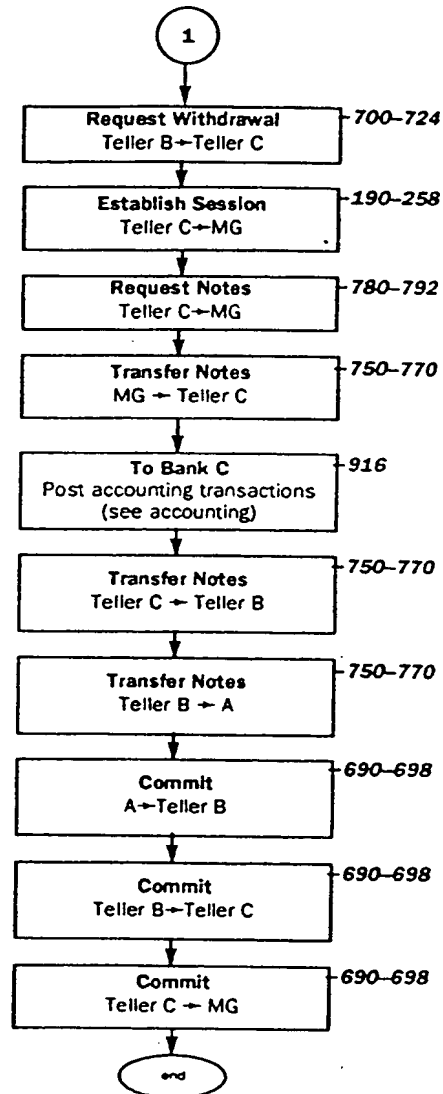 1
Request Withdrawal
Teller B→Teller C
700–724
Establish Session
Teller C→MG
190–258
Request Notes
Teller C→MG
780–792
Transfer Notes
MG → Teller C
750–770
To Bank C
Post accounting transactions
(see accounting)
916
Transfer Notes
Teller C → Teller B
750–770
Transfer Notes
Teller B → A
750–770
Commit
A→Teller B
690–698
Commit
Teller B→Teller C
690–698
Commit
Teller C → MG
690–698
end